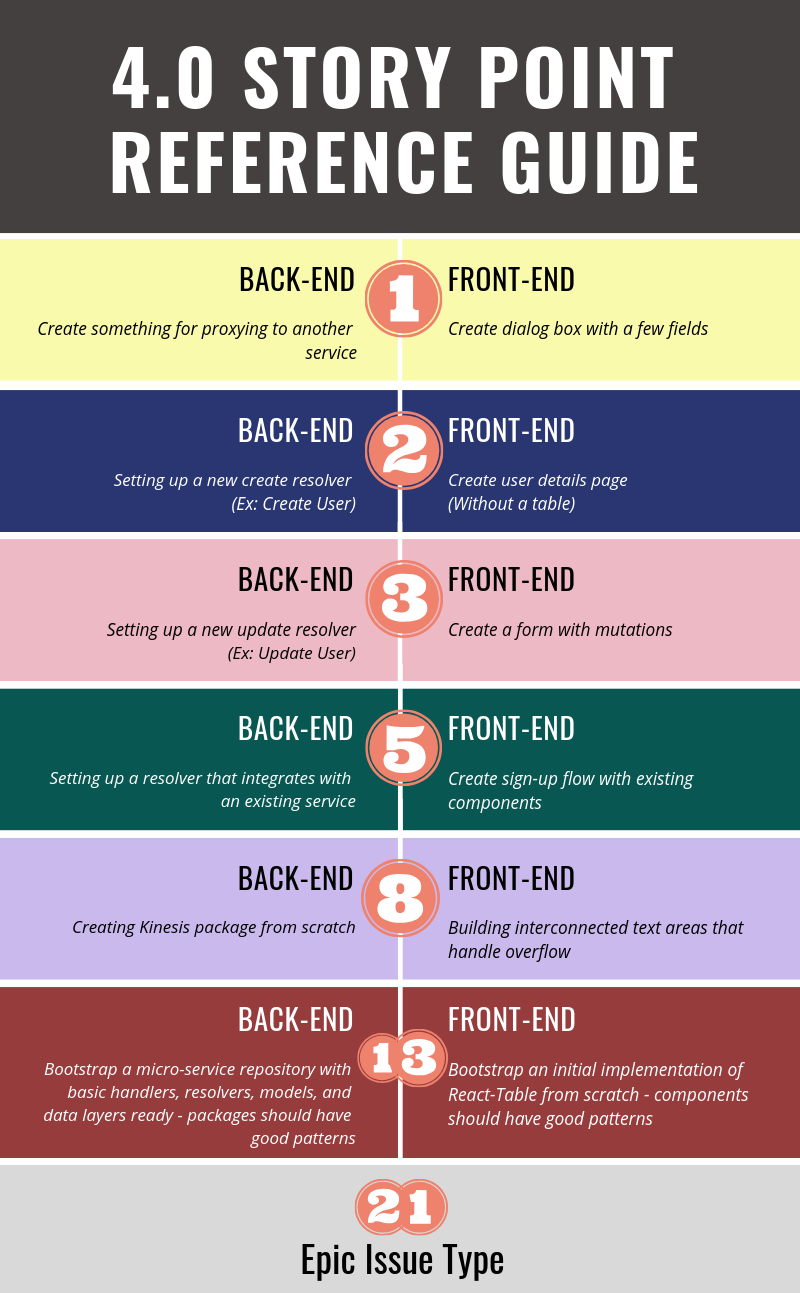 4.0 STORY POINT
REFERENCE GUIDE
BACK-END
Create something for proxying to another
service
1
FRONT-END
Create dialog box with a few fields
BACK-END
Setting up a new create resolver
(Ex: Create User)
2
FRONT-END
Create user details page
(Without a table)
BACK-END
Setting up a new update resolver
(Ex: Update User)
3
FRONT-END
Create a form with mutations
BACK-END
Setting up a resolver that integrates with
an existing service
5
FRONT-END
Create sign-up flow with existing
components
BACK-END
Creating Kinesis package from scratch
8
FRONT-END
Building interconnected text areas that
handle overflow
BACK-END
Bootstrap a micro-service repository with
basic handlers, resolvers, models, and
data layers ready - packages should have
good patterns
13
FRONT-END
Bootstrap an initial implementation of
React-Table from scratch - components
should have good patterns
21
Epic Issue Type